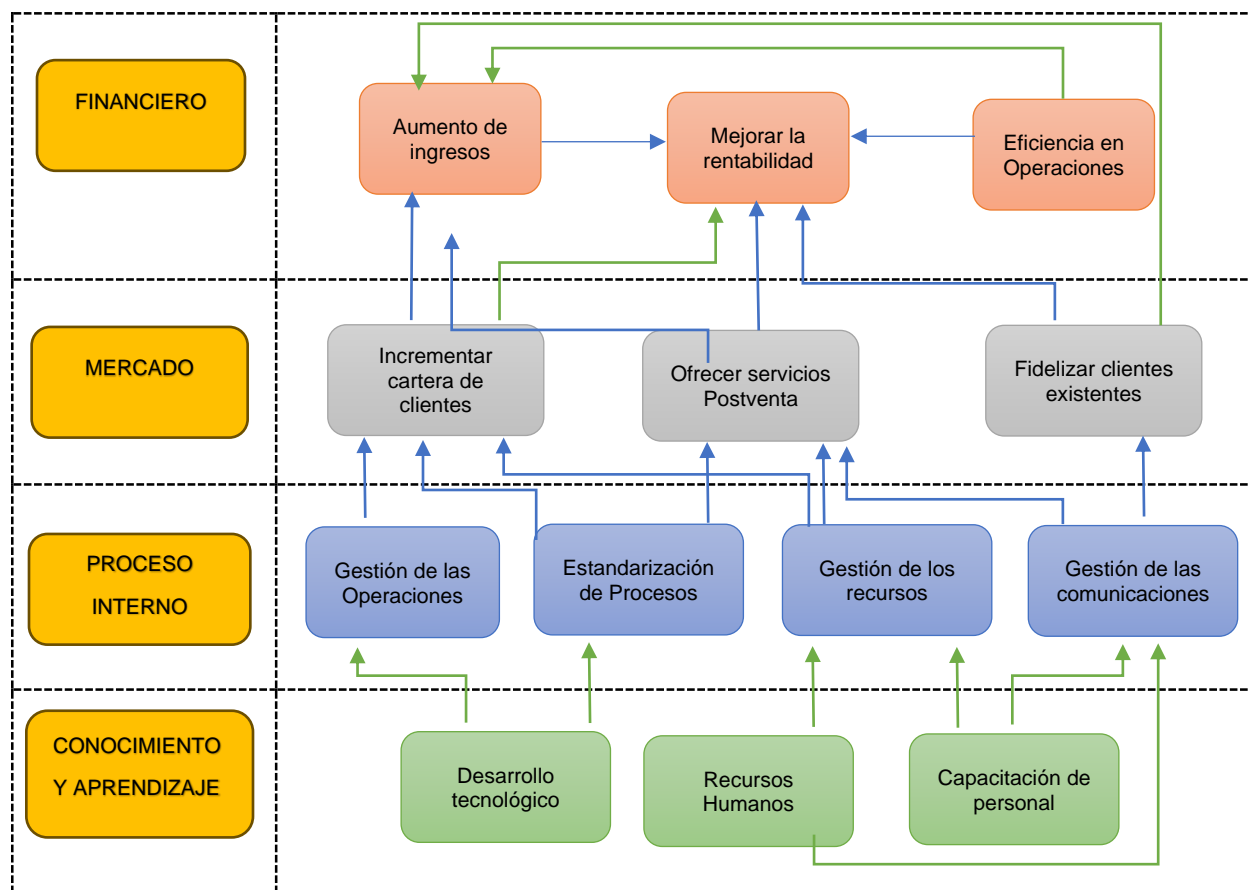 FINANCIERO
Aumento de
ingresos
Mejorar la
rentabilidad
Eficiencia en
Operaciones
MERCADO
Incrementar
cartera de
clientes
Ofrecer servicios
Postventa
Fidelizar clientes
existentes
PROCESO
INTERNO
Gestión de las
Operaciones
Estandarización
de Procesos
Gestión de los
recursos
Gestión de las
comunicaciones
CONOCIMIENTO
Y APRENDIZAJE
Desarrollo
tecnológico
Recursos
Humanos
Capacitación de
personal